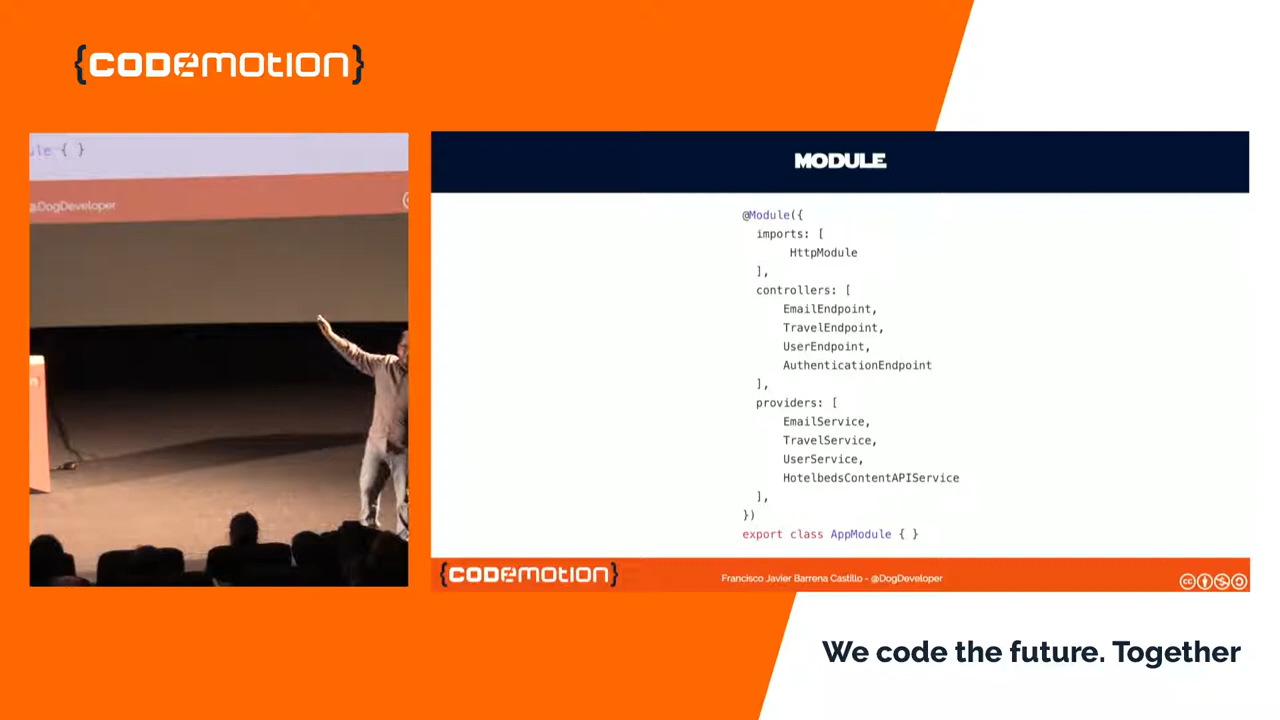 {CODEMOTION}
ule { }
@DogDeveloper
MODULE
@Module({
imports: [
HttpModule
],
controllers: [
EmailEndpoint,
TravelEndpoint,
UserEndpoint,
AuthenticationEndpoint
],
providers: [
EmailService,
TravelService,
UserService,
HotelbedsContentAPIService
],
})
export class AppModule { }
{CODEMOTION}
Francisco Javier Barrena Castillo - @DogDeveloper
We code the future. Together